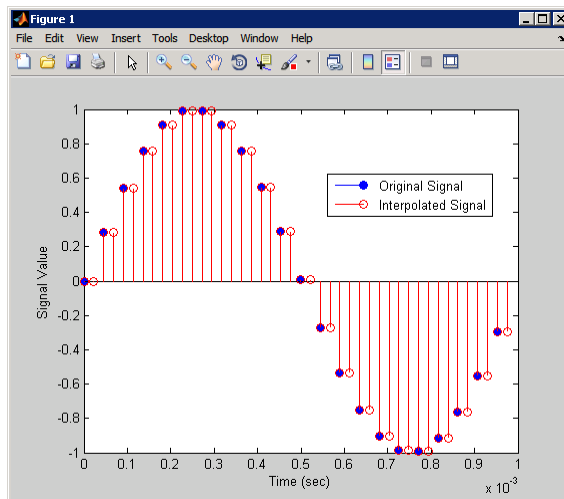 Figure 1
File Edit View Insert Tools Desktop Window Help
1
0.8
0.6
0.4
0.2
0
-0.2
-0.4
-0.6
-0.8
-1
Signal Value
Original Signal
Interpolated Signal
0 0.1 0.2 0.3 0.4 0.5 0.6 0.7 0.8 0.9 1
Time (sec)
x 10^-3